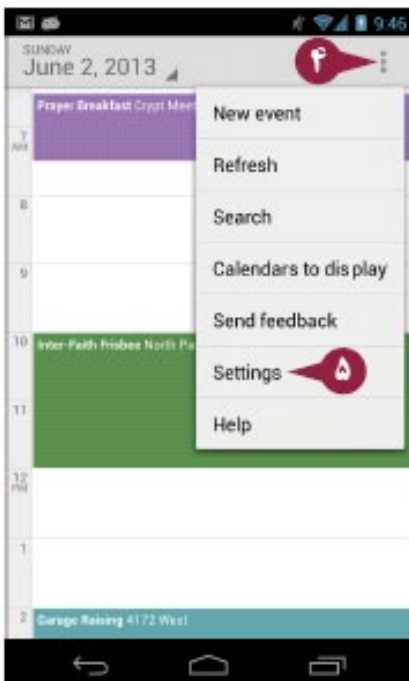 9:46
SUNDAY
June 2, 2013
۴
Prayer Breakfast Crypt Meet
New event
7
AM
Refresh
8
Search
9
Calendars to display
Send feedback
10
Inter-Faith Frisbee North Pa
Settings
۵
11
Help
12
PM
1
2
Garage Raising 4172 West